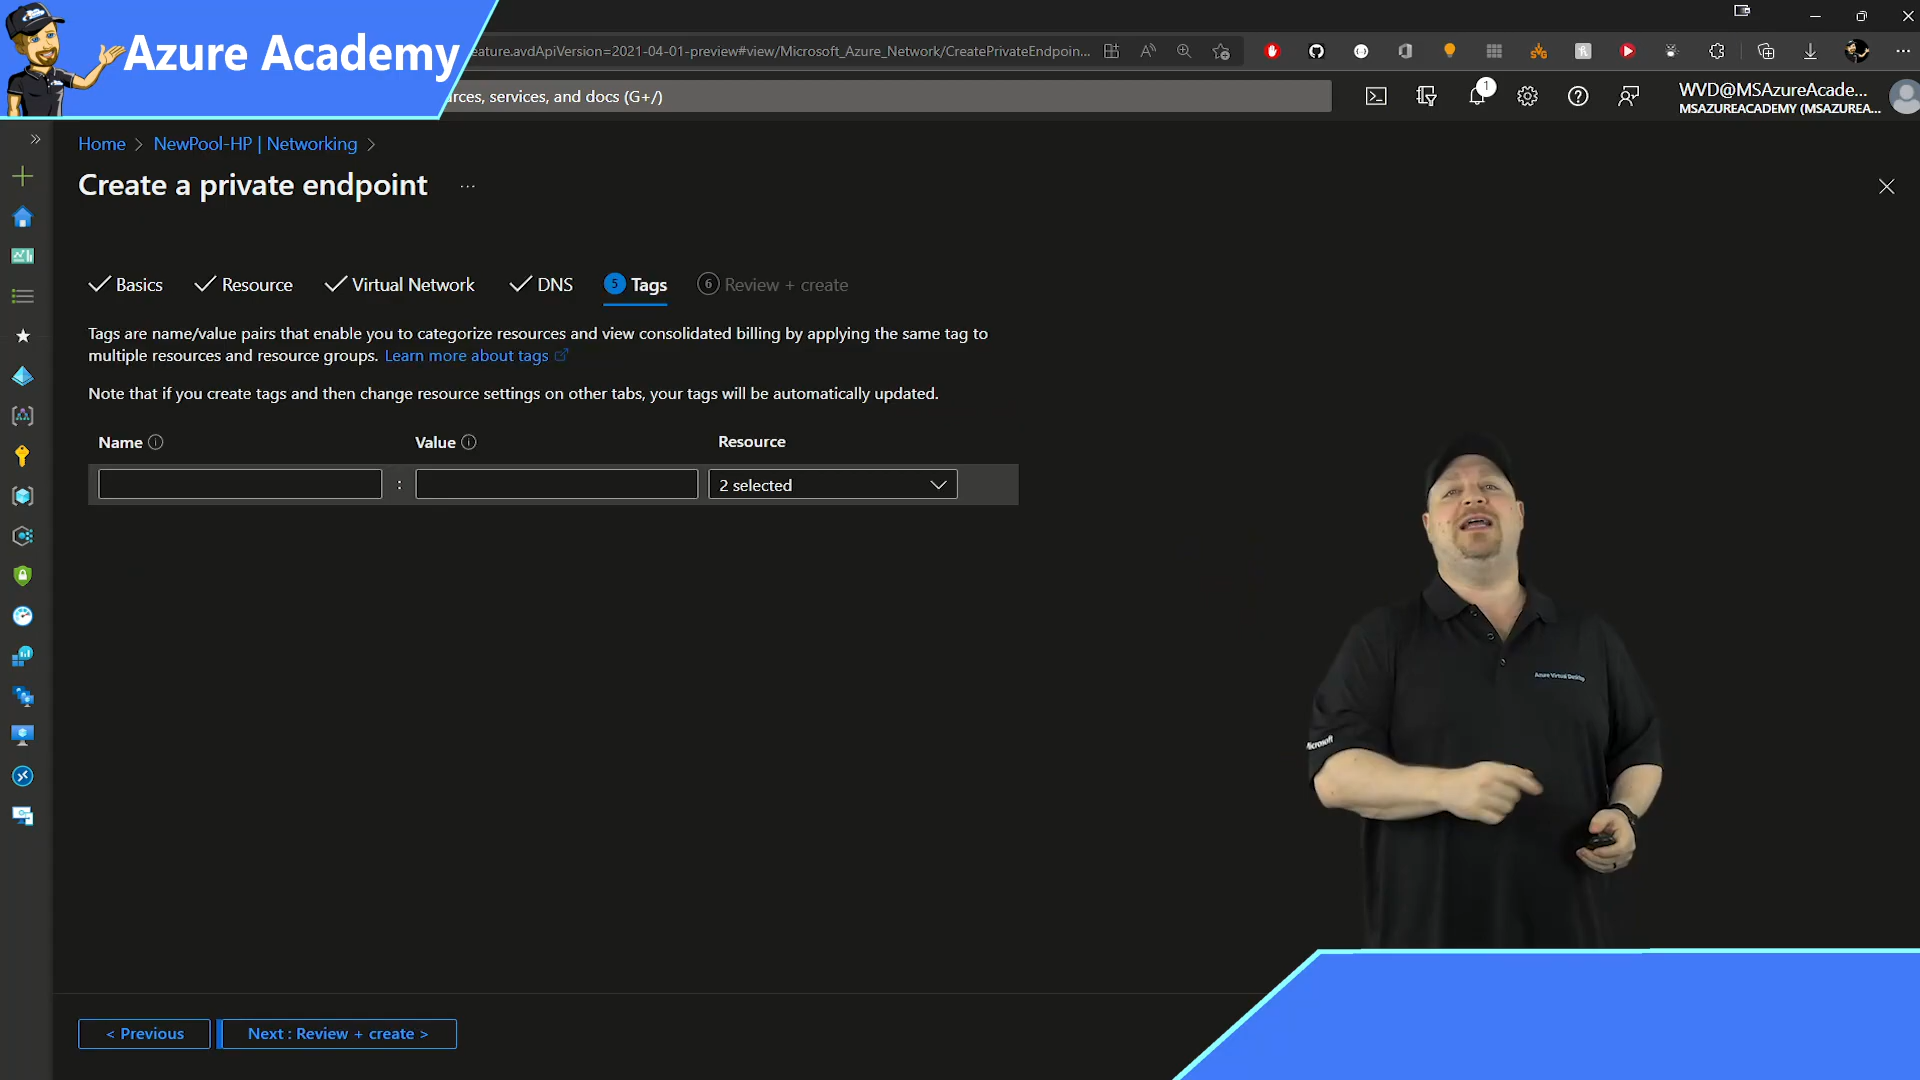 Azure Academy
eature.avdApiVersion=2021-04-01-preview#view/Microsoft_Azure_Network/CreatePrivateEndpoin...
rces, services, and docs (G+/)
1
WVD@MSAzureAcade...
MSAZUREACADEMY (MSAZUREA...
Home > NewPool-HP | Networking >
Create a private endpoint ...
Basics
Resource
Virtual Network
DNS
5 Tags
6 Review + create
Tags are name/value pairs that enable you to categorize resources and view consolidated billing by applying the same tag to
multiple resources and resource groups. Learn more about tags
Note that if you create tags and then change resource settings on other tabs, your tags will be automatically updated.
Name
Value
Resource
:
2 selected
Azure Virtual Desktop
Microsoft
< Previous
Next : Review + create >